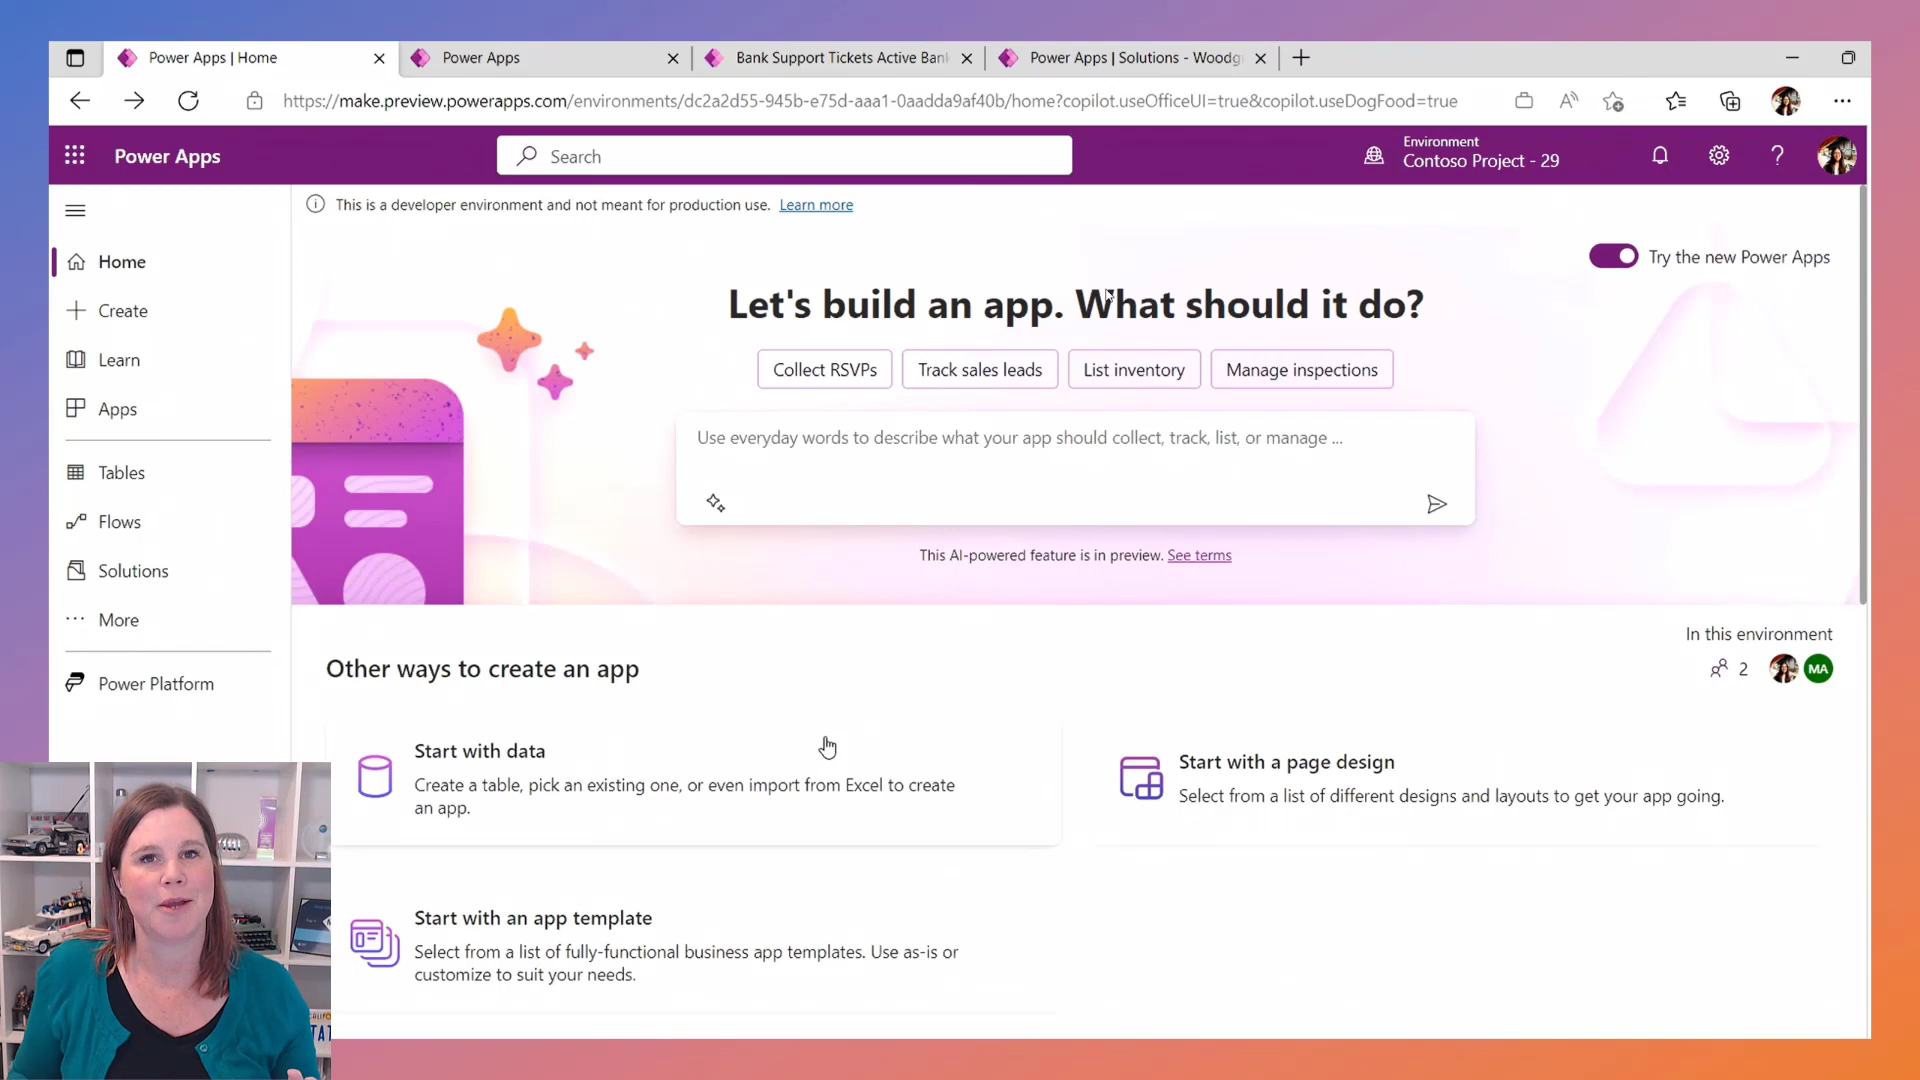 Power Apps | Home
Power Apps
Bank Support Tickets Active Bank
Power Apps | Solutions - Woodg
https://make.preview.powerapps.com/environments/dc2a2d55-945b-e75d-aaa1-0aadda9af40b/home?copilot.useOfficeUI=true&copilot.useDogFood=true
Power Apps
Search
Environment
Contoso Project - 29
This is a developer environment and not meant for production use. Learn more
Try the new Power Apps
Home
Create
Learn
Apps
Tables
Flows
Solutions
More
Power Platform
Let's build an app. What should it do?
Collect RSVPs
Track sales leads
List inventory
Manage inspections
Use everyday words to describe what your app should collect, track, list, or manage ...
This AI-powered feature is in preview. See terms
In this environment
2
MA
Other ways to create an app
Start with data
Create a table, pick an existing one, or even import from Excel to create
an app.
Start with a page design
Select from a list of different designs and layouts to get your app going.
Start with an app template
Select from a list of fully-functional business app templates. Use as-is or
customize to suit your needs.